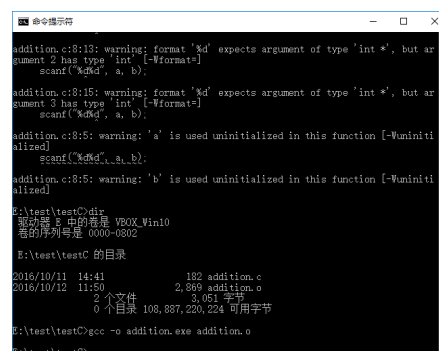 命令提示符
addition.c:8:13: warning: format '%d' expects argument of type 'int *', but ar
gument 2 has type 'int' [-Wformat=]
scanf("%d%d", a, b);
^
addition.c:8:15: warning: format '%d' expects argument of type 'int *', but ar
gument 3 has type 'int' [-Wformat=]
scanf("%d%d", a, b);
^
addition.c:8:5: warning: 'a' is used uninitialized in this function [-Wuniniti
alized]
scanf("%d%d", a, b);
~~~~~~~~~~~~~~~~~~~
addition.c:8:5: warning: 'b' is used uninitialized in this function [-Wuniniti
alized]
E:\test\testC>dir
驱动器 E 中的卷是 VBOX_Win10
卷的序列号是 0000-0802
E:\test\testC 的目录
2016/10/11 14:41 182 addition.c
2016/10/12 11:50 2,869 addition.o
2 个文件 3,051 字节
0 个目录 108,887,220,224 可用字节
E:\test\testC>gcc -o addition.exe addition.o
E:\test\testC>